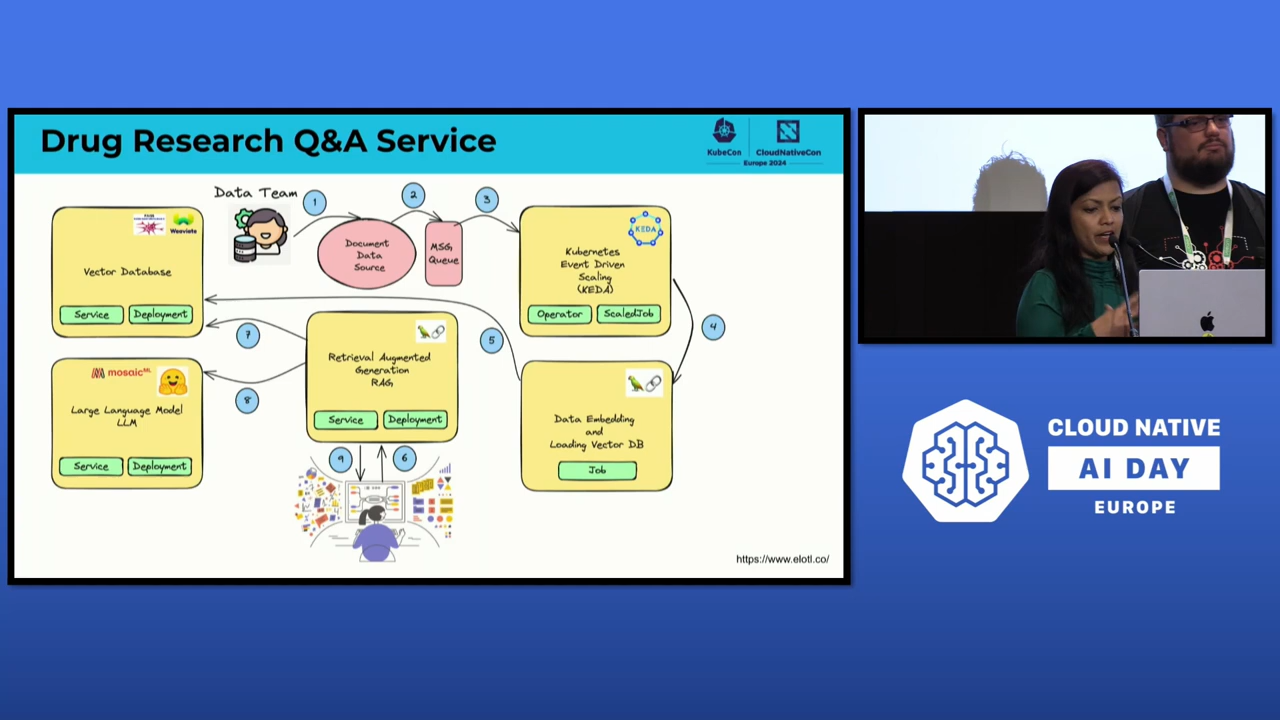 Drug Research Q&A Service
KubeCon
CloudNativeCon
Europe 2024
Data Team
1
2
3
Document
Data
Source
MSG
Queue
Weaviate
Vector Database
Service
Deployment
KEDA
Kubernetes
Event Driven
Scaling
(KEDA)
Operator
ScaledJob
4
5
7
8
Retrieval Augmented
Generation
RAG
Service
Deployment
mosaicML
Large Language Model
LLM
Service
Deployment
Data Embedding
and
Loading Vector DB
Job
9
6
https://www.elotl.co/
CLOUD NATIVE
AI DAY
EUROPE